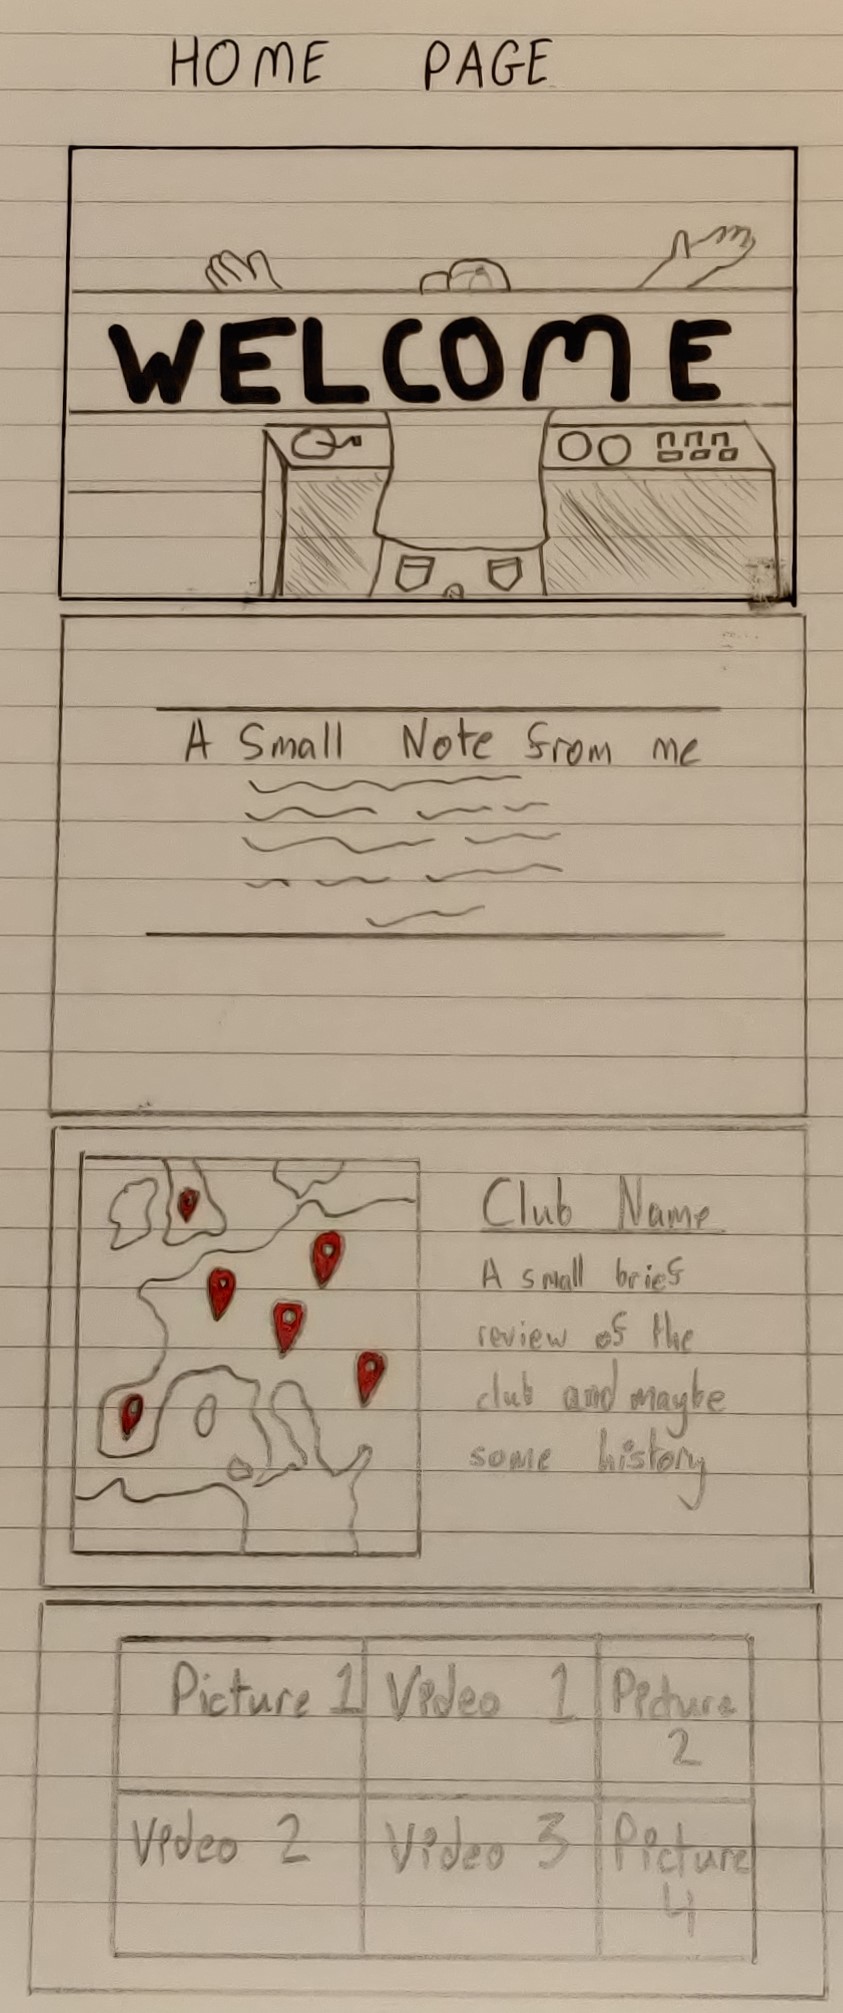 HOME PAGE
WELCOME
A Small Note from me
Club Name
A small brief
review of the
club and maybe
some history
Picture 1 Video 1 Picture
2
Video 2 Video 3 Picture
4